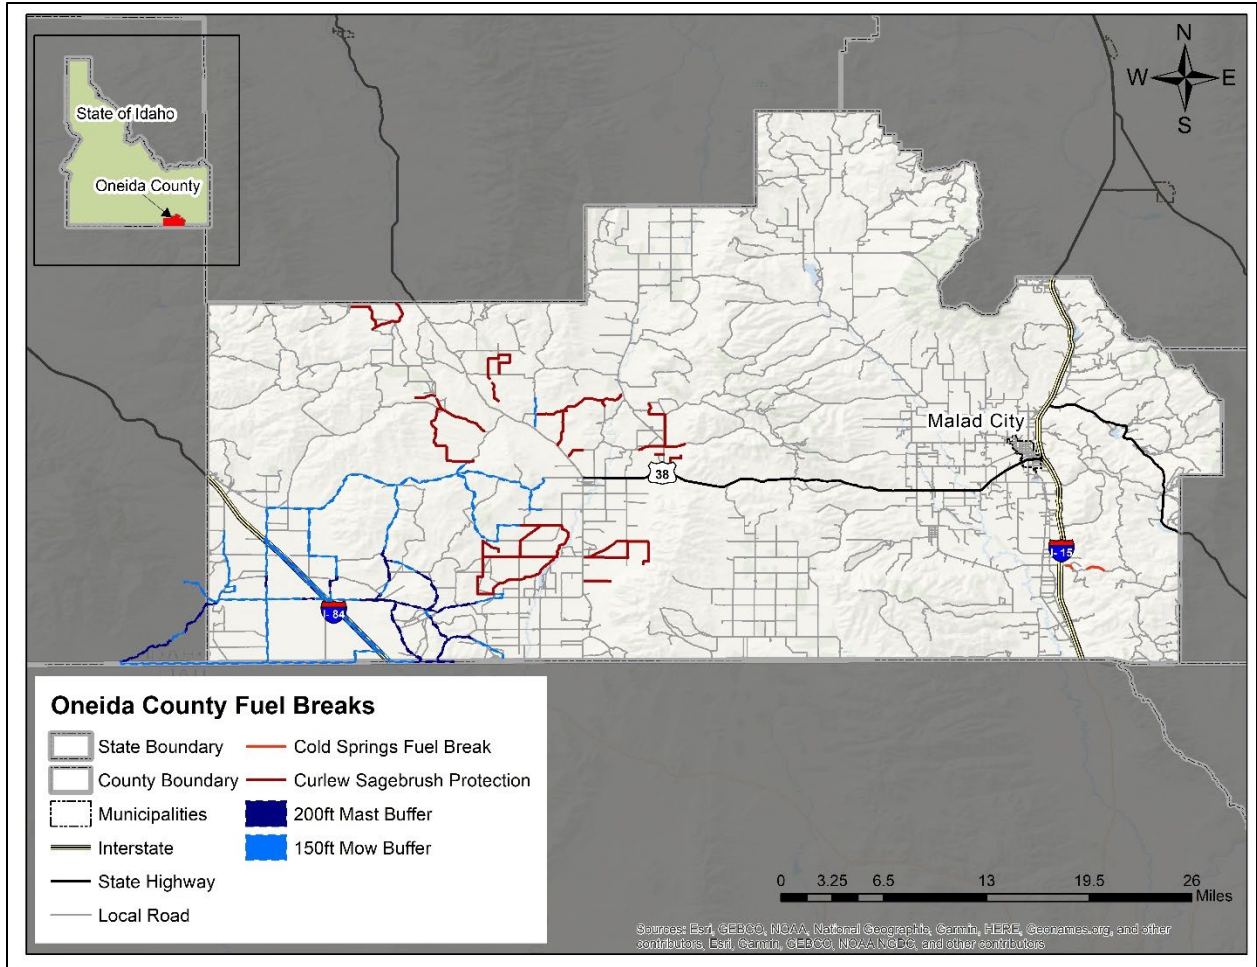 N
W E
S
State of Idaho
Oneida County
Malad City
38
I-15
I-84
Oneida County Fuel Breaks
State Boundary
County Boundary
Municipalities
Interstate
State Highway
Local Road
Cold Springs Fuel Break
Curlew Sagebrush Protection
200ft Mast Buffer
150ft Mow Buffer
0 3.25 6.5 13 19.5 26
Miles
Sources: Esri, GEBCO, NOAA, National Geographic, Garmin, HERE, Geonames.org, and other
contributors, Esri, Garmin, GEBCO, NOAA NGDC, and other contributors